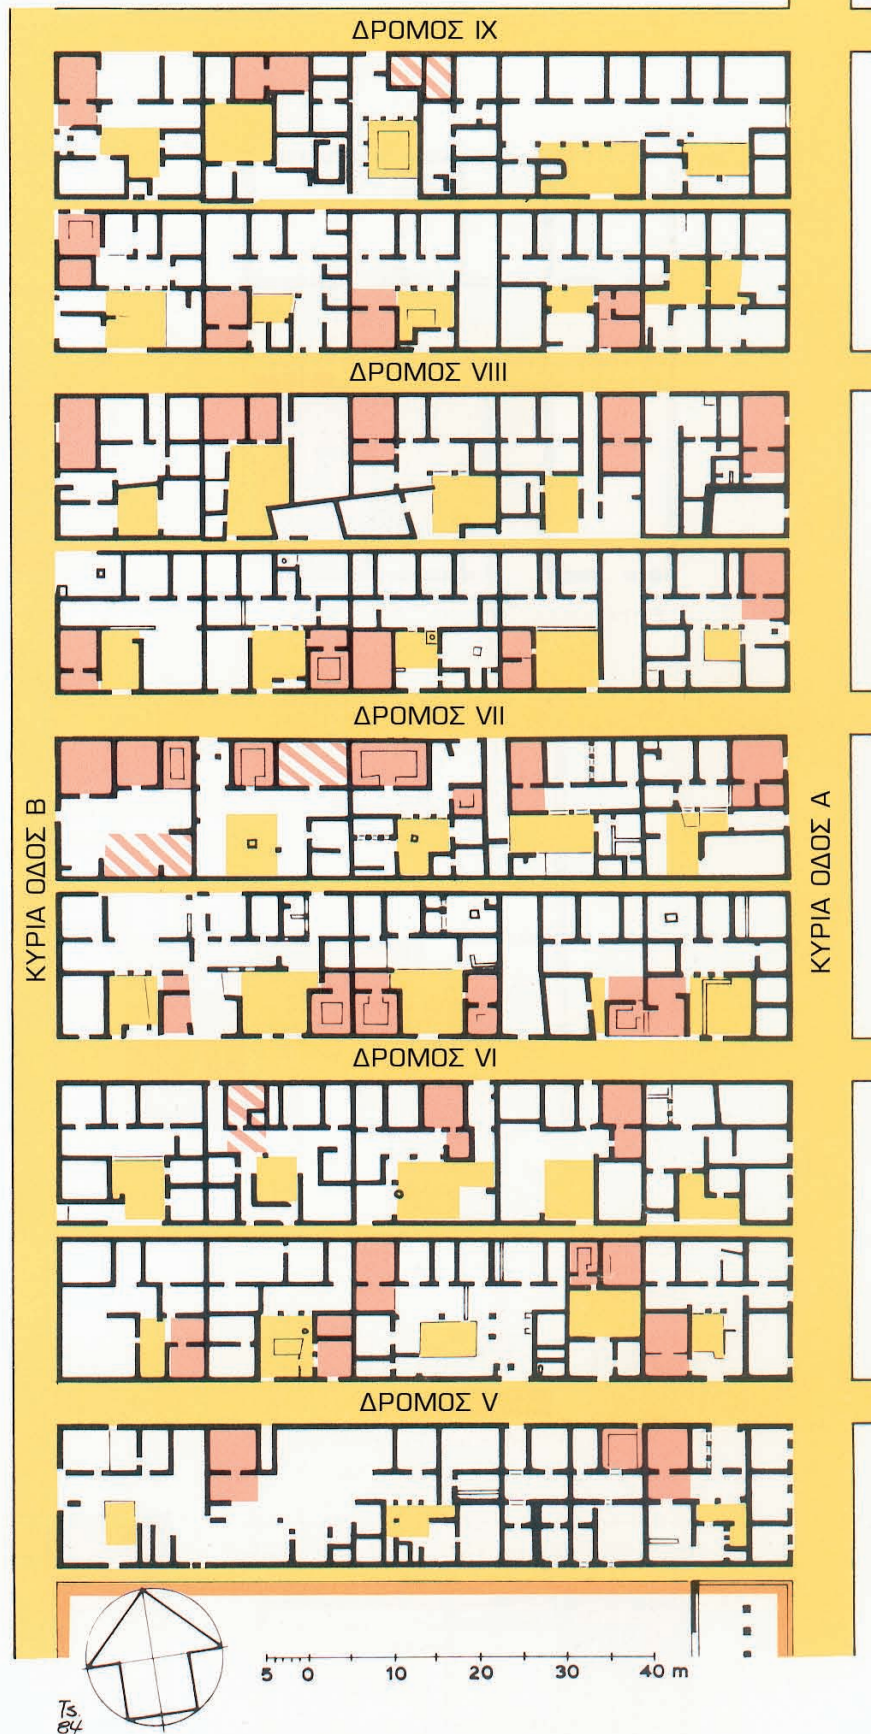 ΔΡΟΜΟΣ IX
ΔΡΟΜΟΣ VIII
ΔΡΟΜΟΣ VII
ΚΥΡΙΑ ΟΔΟΣ Β
ΚΥΡΙΑ ΟΔΟΣ Α
ΔΡΟΜΟΣ VI
ΔΡΟΜΟΣ V
5 0 10 20 30 40 m
Ts.
84